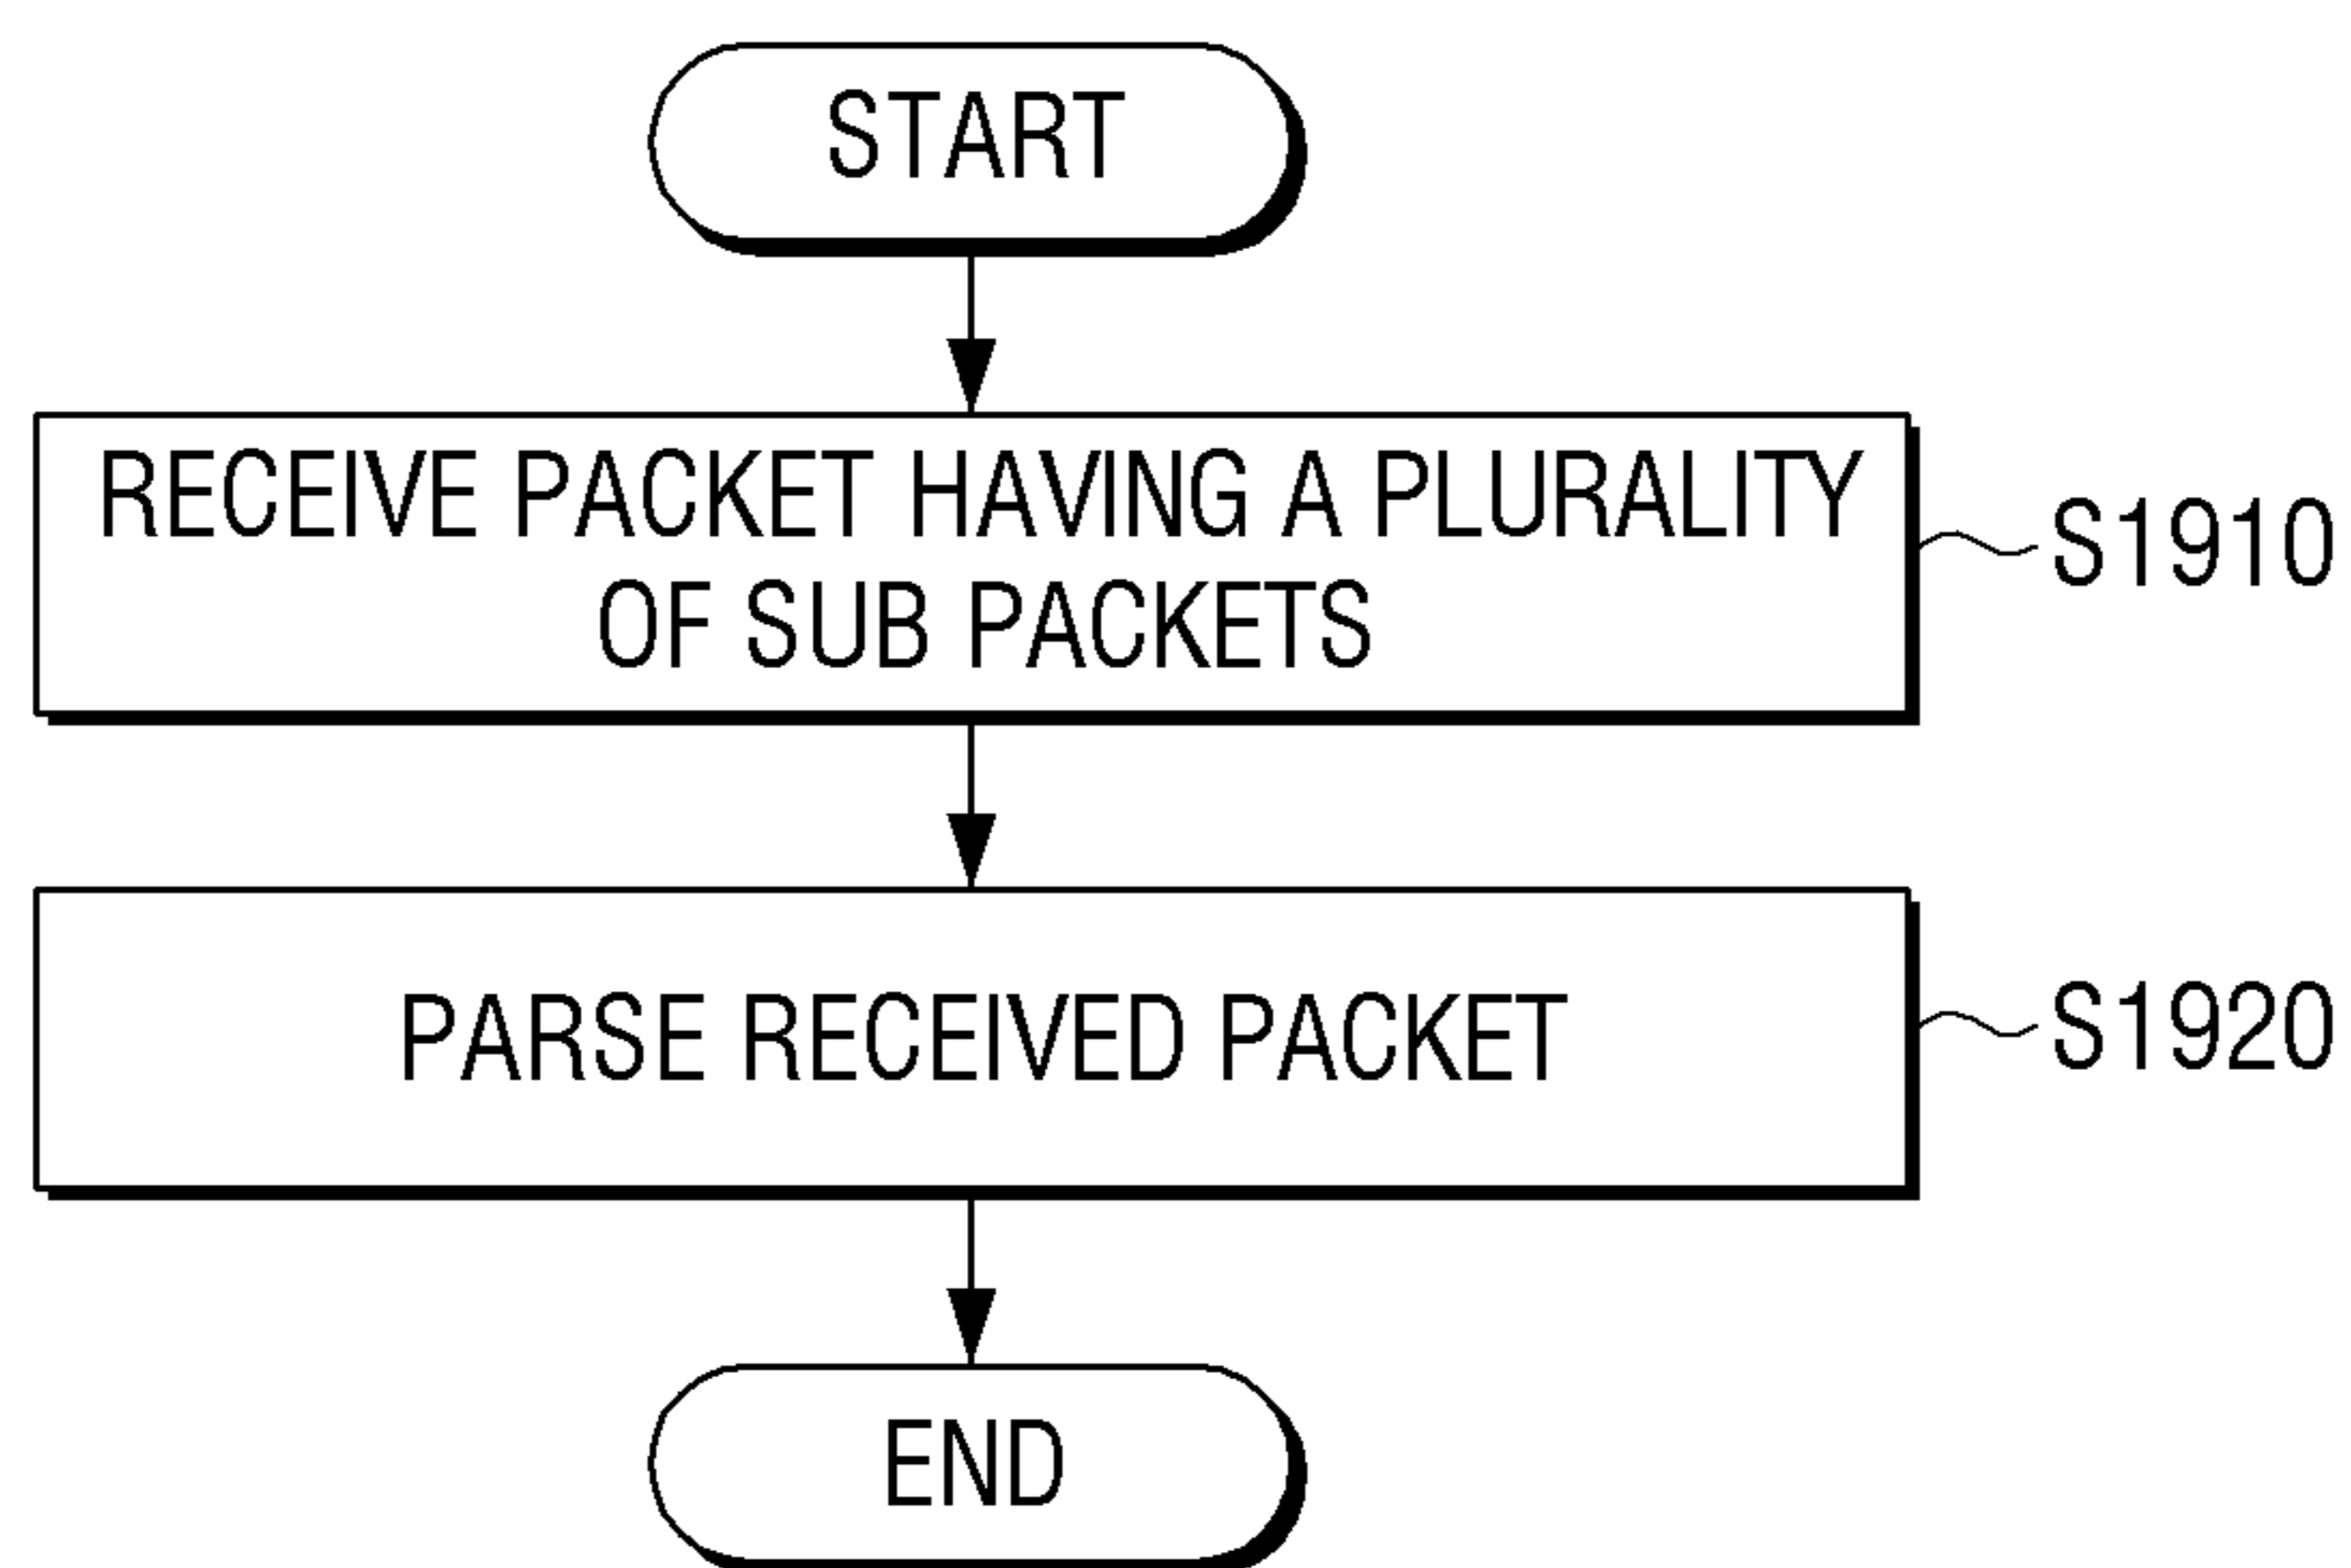 START
RECEIVE PACKET HAVING A PLURALITY
OF SUB PACKETS
S1910
PARSE RECEIVED PACKET
S1920
END